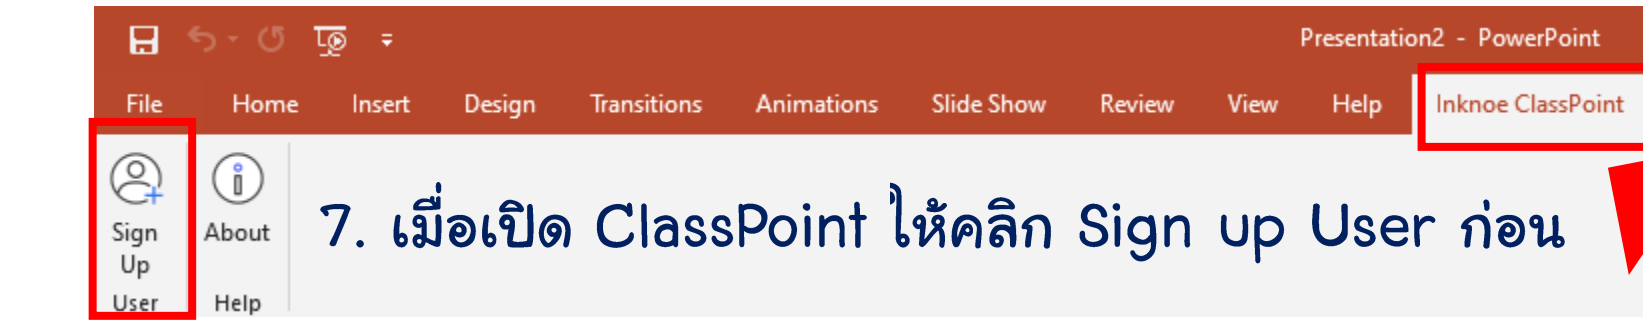 Presentation2 - PowerPoint
File Home Insert Design Transitions Animations Slide Show Review View Help Inknoe ClassPoint
Sign
Up
User
About
Help
7. เมื่อเปิด ClassPoint ให้คลิก Sign up User ก่อน